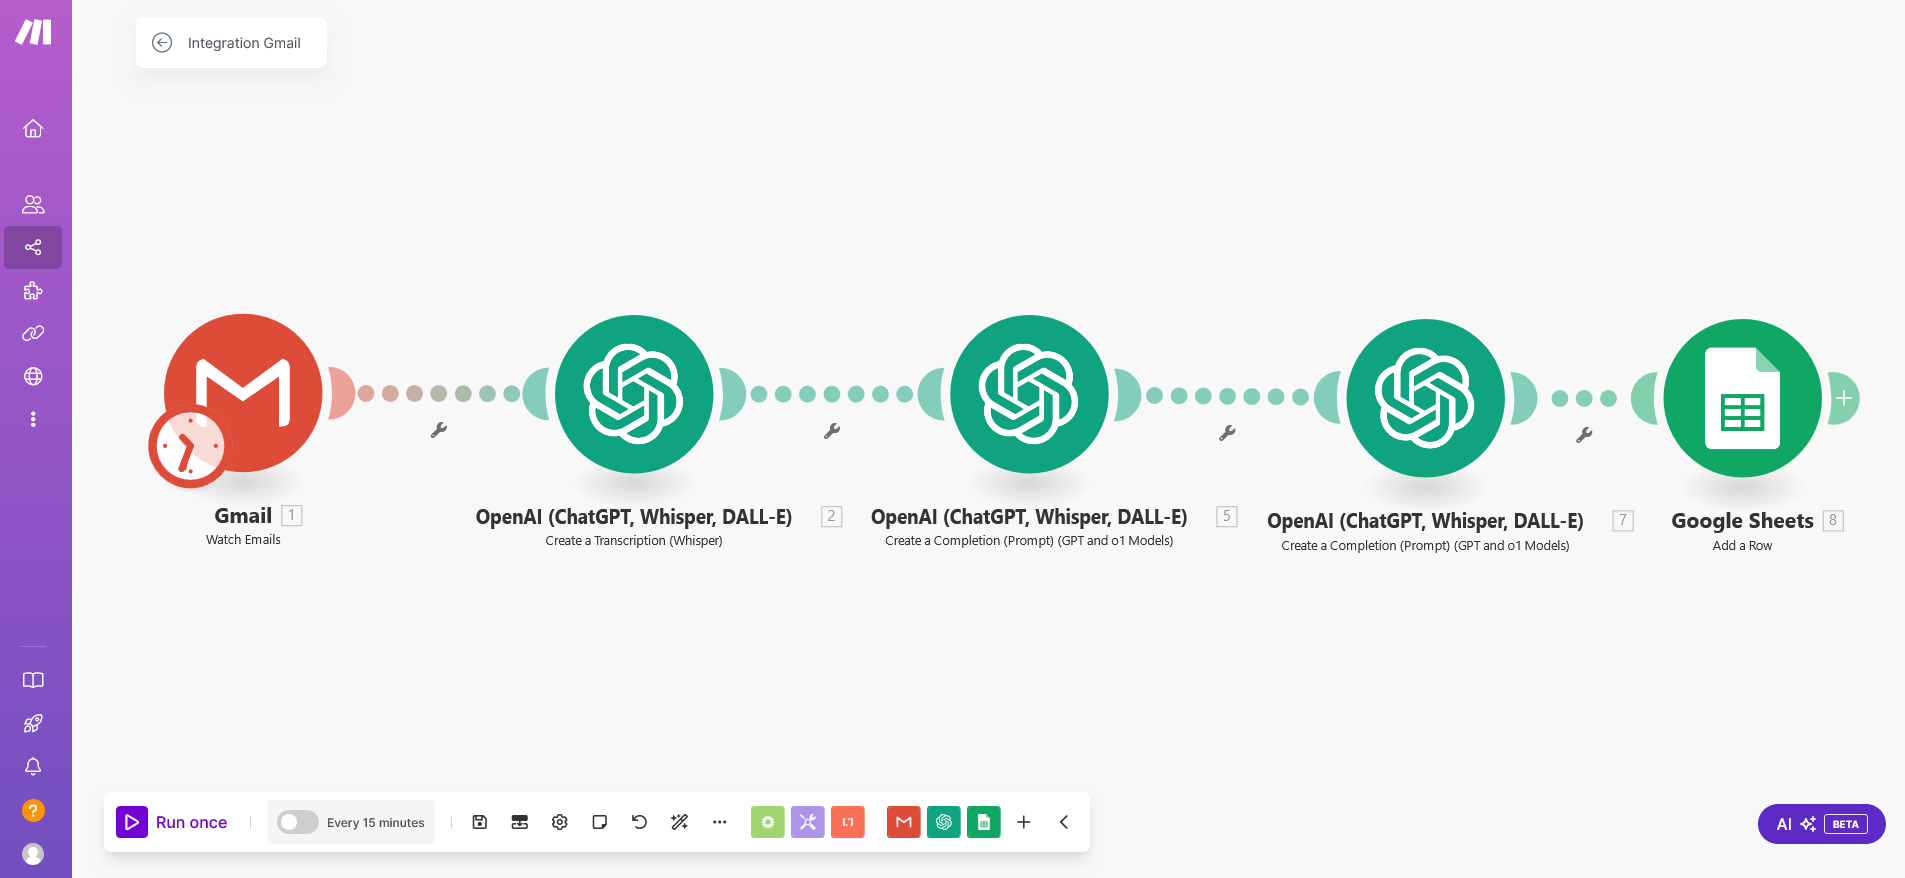 Integration Gmail
Gmail 1
Watch Emails
OpenAI (ChatGPT, Whisper, DALL-E) 2
Create a Transcription (Whisper)
OpenAI (ChatGPT, Whisper, DALL-E) 5
Create a Completion (Prompt) (GPT and o1 Models)
OpenAI (ChatGPT, Whisper, DALL-E) 7
Create a Completion (Prompt) (GPT and o1 Models)
Google Sheets 8
Add a Row
?
Run once
Every 15 minutes
AI BETA